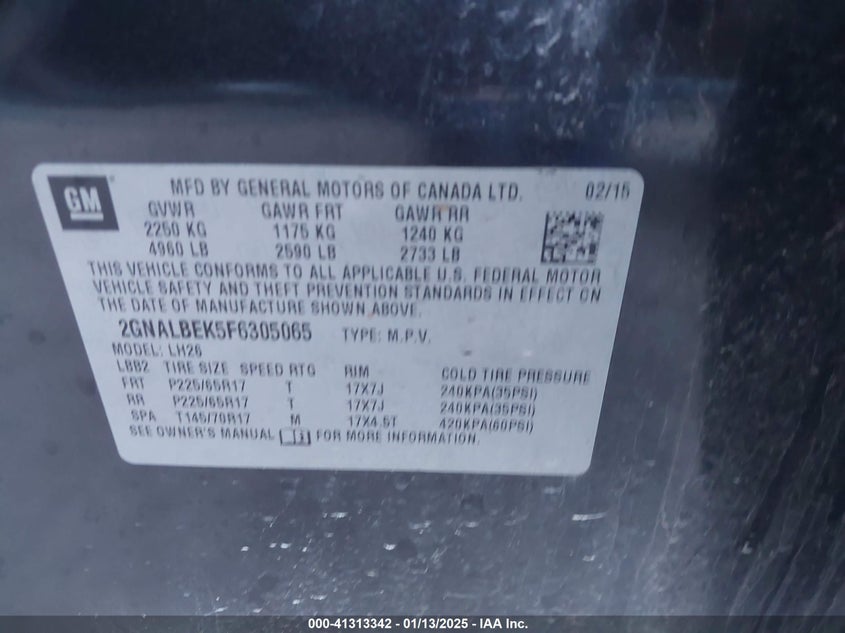 GM
MFD BY GENERAL MOTORS OF CANADA LTD. 02/15
GVWR GAWR FRT GAWR RR
2250 KG 1175 KG 1240 KG
4960 LB 2590 LB 2733 LB
THIS VEHICLE CONFORMS TO ALL APPLICABLE U.S. FEDERAL MOTOR
VEHICLE SAFETY AND THEFT PREVENTION STANDARDS IN EFFECT ON
THE DATE OF MANUFACTURE SHOWN ABOVE.
2GNALBEK5F6305065 TYPE: M.P.V.
MODEL: LH26
LBB2 TIRE SIZE SPEED RTG RIM COLD TIRE PRESSURE
FRT P225/65R17 T 17X7J 240KPA(35PSI)
RR P225/65R17 T 17X7J 240KPA(35PSI)
SPA T145/70R17 M 17X4.5T 420KPA(60PSI)
SEE OWNER'S MANUAL FOR MORE INFORMATION.
000-41313342 / 01/13/2025 - IAA Inc.